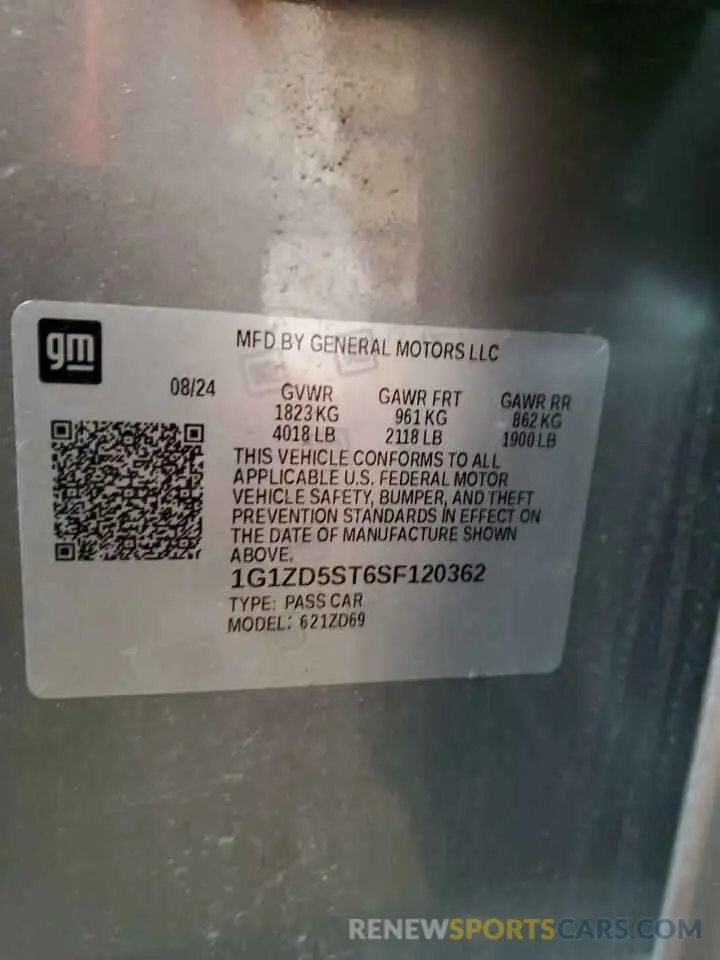 gm
MFD BY GENERAL MOTORS LLC
08/24
GVWR GAWR FRT GAWR RR
1823 KG 961 KG 862 KG
4018 LB 2118 LB 1900 LB
THIS VEHICLE CONFORMS TO ALL
APPLICABLE U.S. FEDERAL MOTOR
VEHICLE SAFETY, BUMPER, AND THEFT
PREVENTION STANDARDS IN EFFECT ON
THE DATE OF MANUFACTURE SHOWN
ABOVE.
1G1ZD5ST6SF120362
TYPE: PASS CAR
MODEL: 621ZD69
RENEWSPORTSCARS.COM